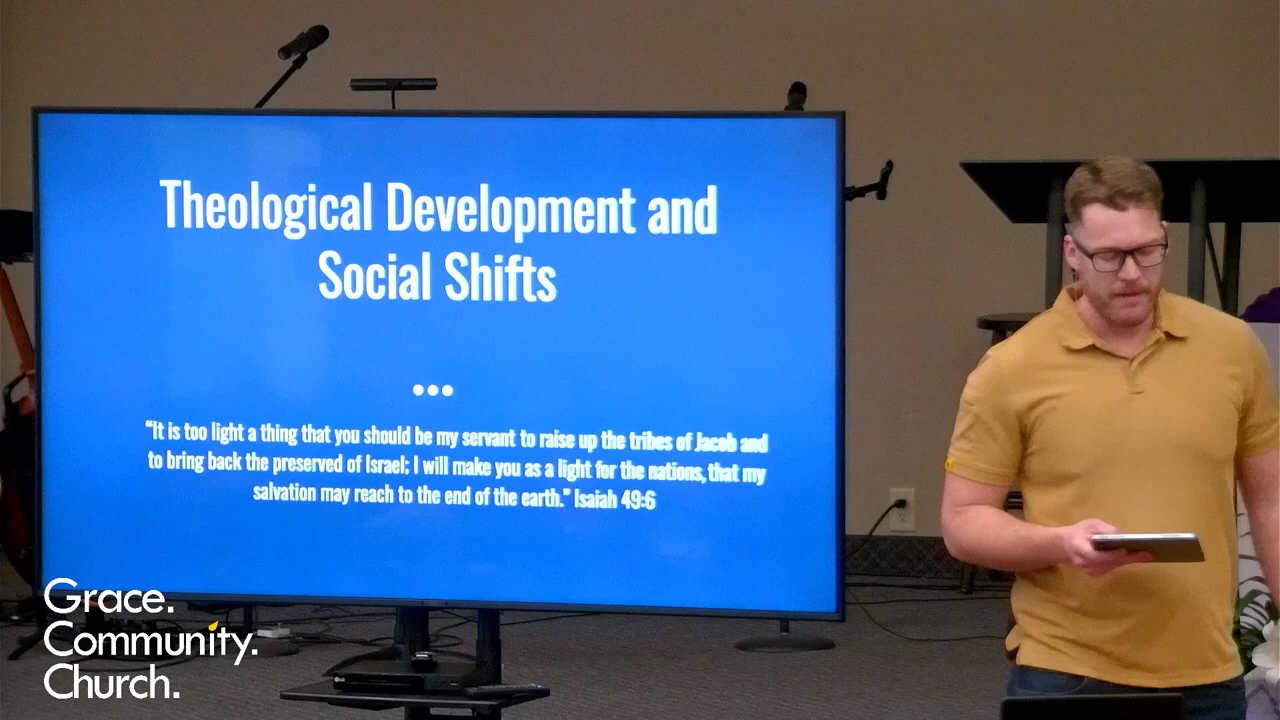 Theological Development and
Social Shifts
“It is too light a thing that you should be my servant to raise up the tribes of Jacob and
to bring back the preserved of Israel; I will make you as a light for the nations, that my
salvation may reach to the end of the earth.” Isaiah 49:6
Grace.
Community.
Church.